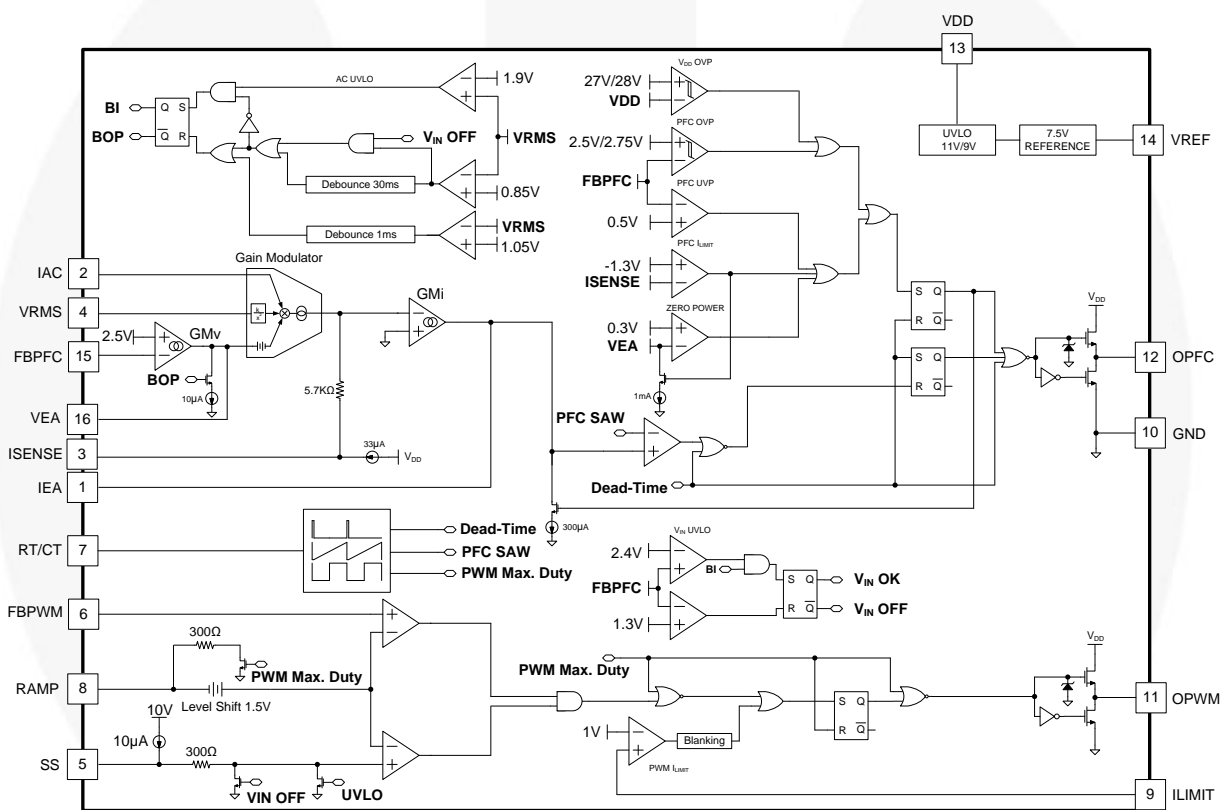 VDD
13
AC UVLO
1.9V
BI
BOP
Q S
Q R
VIN OFF
VRMS
Debounce 30ms
0.85V
VRMS
Debounce 1ms
1.05V
VDD OVP
27V/28V
VDD
PFC OVP
2.5V/2.75V
FBPFC
PFC UVP
0.5V
PFC ILIMIT
-1.3V
ISENSE
ZERO POWER
0.3V
VEA
1mA
UVLO
11V/9V
7.5V
REFERENCE
14
VREF
Gain Modulator
IAC
2
VRMS
4
k
x²
2.5V
GMv
FBPFC
15
BOP
10µA
VEA
16
ISENSE
3
IEA
1
GMi
5.7KΩ
33µA
VDD
PFC SAW
Dead-Time
300µA
S Q
R Q
S Q
R Q
VDD
12
OPFC
10
GND
RT/CT
7
Dead-Time
PFC SAW
PWM Max. Duty
VIN UVLO
2.4V
BI
FBPFC
1.3V
S Q
R Q
VIN OK
VIN OFF
FBPWM
6
300Ω
PWM Max. Duty
RAMP
8
Level Shift 1.5V
10V
10µA
300Ω
SS
5
VIN OFF
UVLO
PWM Max. Duty
1V
Blanking
PWM ILIMIT
S Q
R Q
VDD
11
OPWM
9
ILIMIT